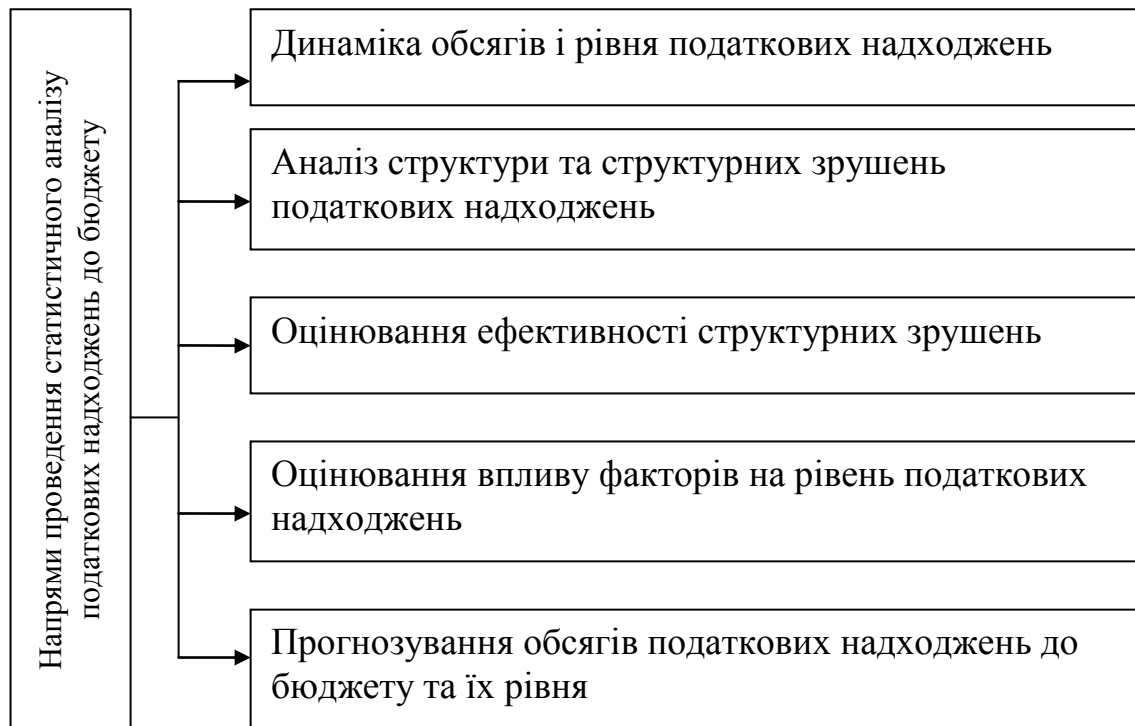 Напрями проведення статистичного аналізу
податкових надходжень до бюджету
Динаміка обсягів і рівня податкових надходжень
Аналіз структури та структурних зрушень
податкових надходжень
Оцінювання ефективності структурних зрушень
Оцінювання впливу факторів на рівень податкових
надходжень
Прогнозування обсягів податкових надходжень до
бюджету та їх рівня